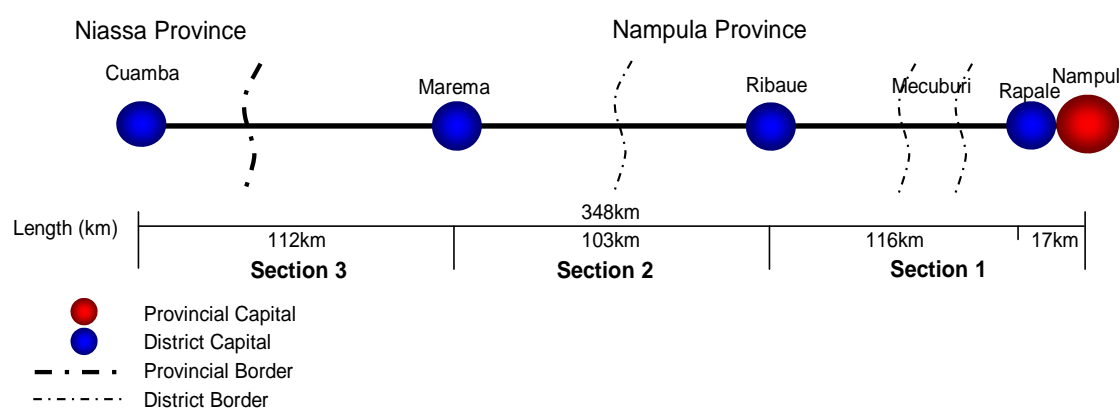 Niassa Province
Nampula Province
Cuamba
Marema
Ribaue
Mecuburi
Rapale
Nampul
Length (km)
348km
112km
103km
116km
17km
Section 3
Section 2
Section 1
Provincial Capital
District Capital
Provincial Border
District Border